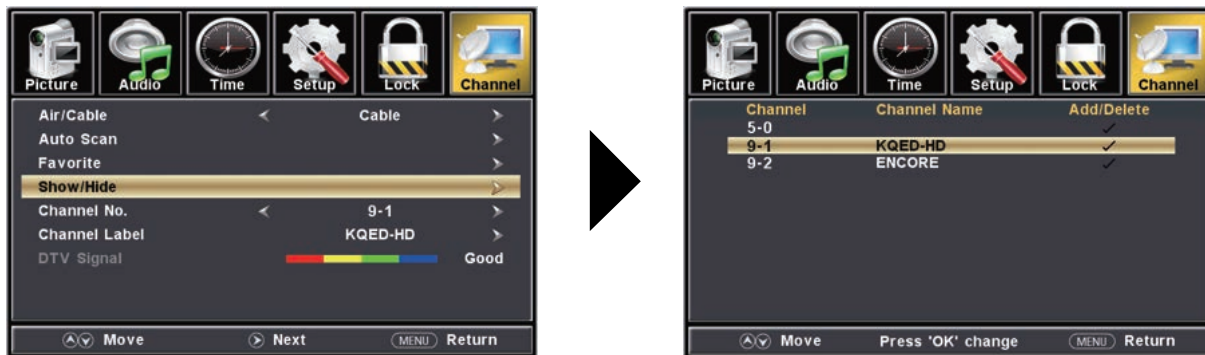 Picture Audio Time Setup Lock Channel
Air/Cable Cable
Auto Scan
Favorite
Show/Hide
Channel No. 9-1
Channel Label KQED-HD
DTV Signal Good
Move Next MENU Return
Picture Audio Time Setup Lock Channel
Channel Channel Name Add/Delete
5-0
9-1 KQED-HD
9-2 ENCORE
Move Press 'OK' change MENU Return